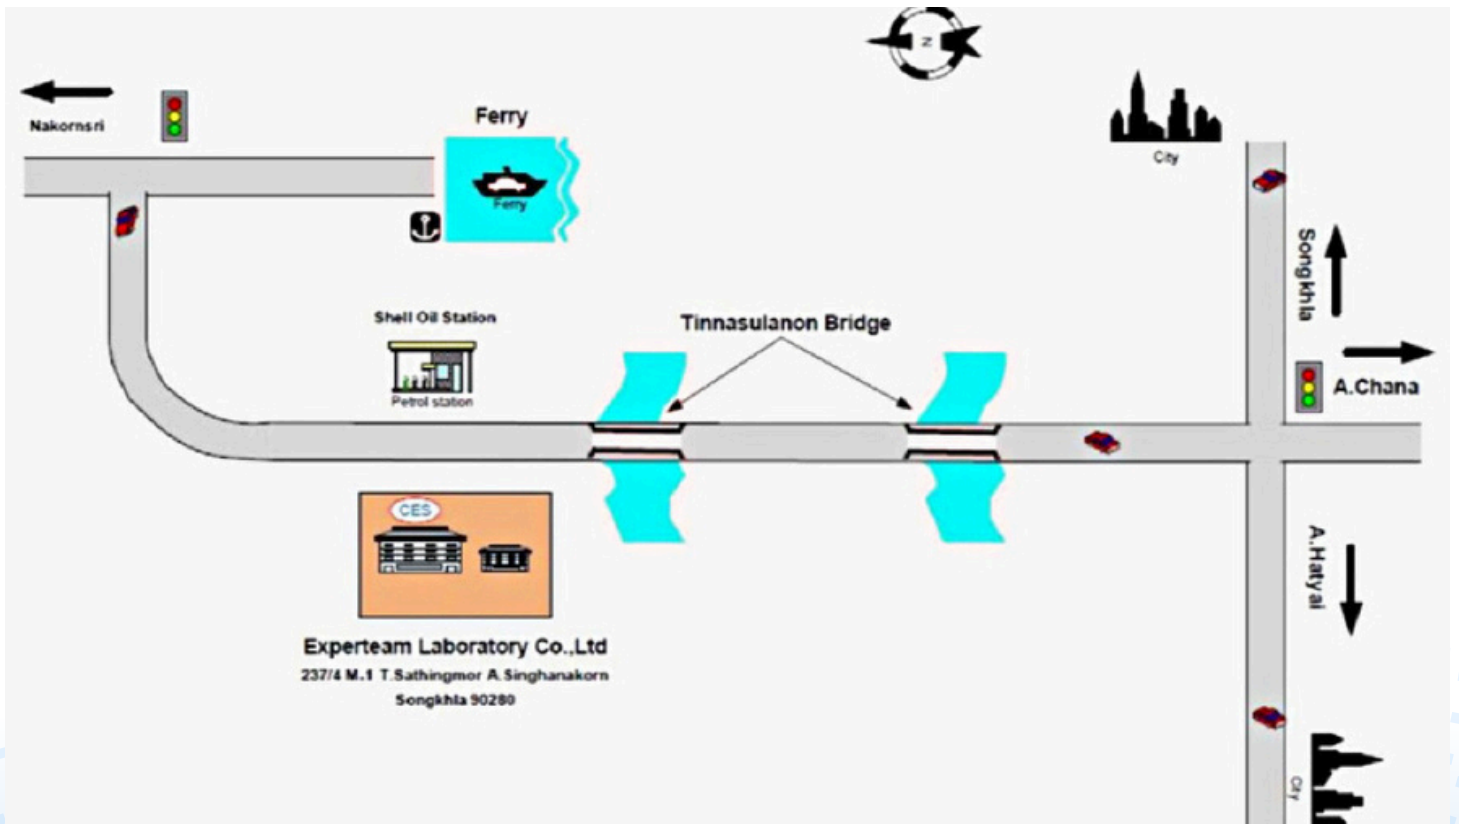 N
Nakornsri
Ferry
Ferry
City
Songkhla
Shell Oil Station
Petrol station
Tinnasulanon Bridge
A.Chana
CES
A.Hatyai
Experteam Laboratory Co.,Ltd
237/4 M.1 T.Sathingmor A.Singhanakorn
Songkhla 90280
City